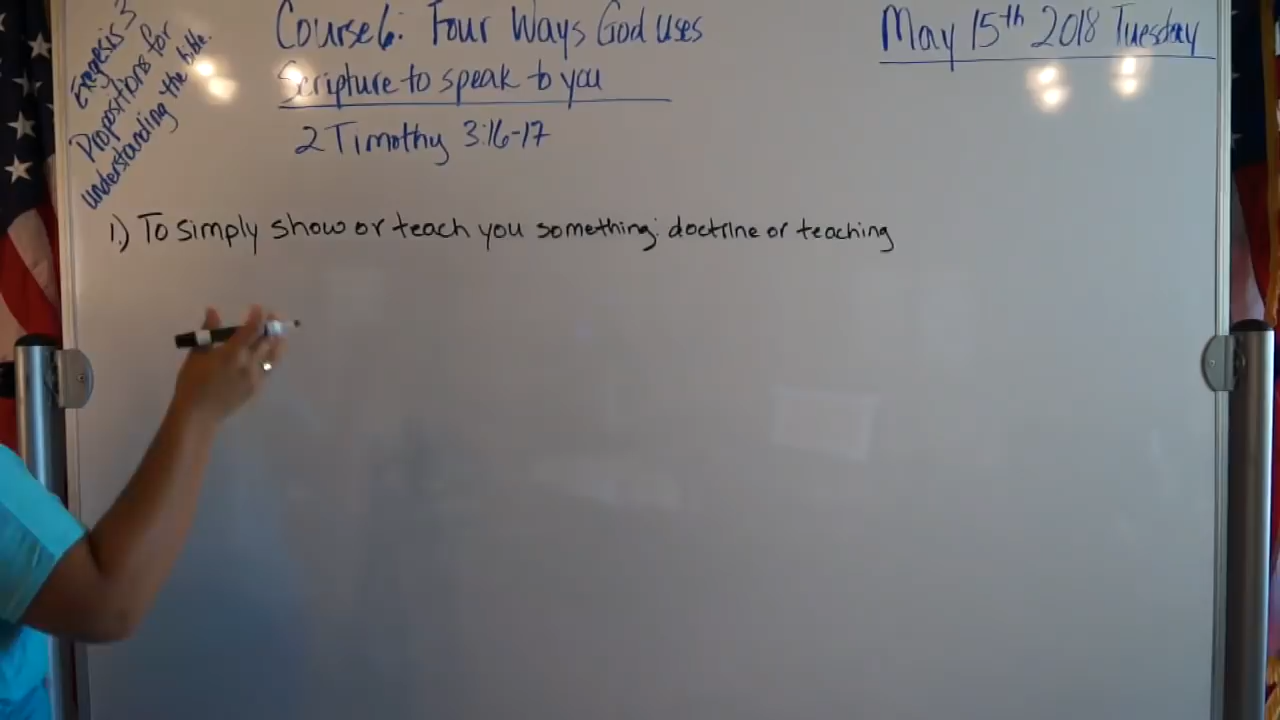 Exegesis 3
Propositions for
understanding the bible.
Course 6: Four Ways God uses
Scripture to speak to you
2 Timothy 3:16-17
May 15th 2018 Tuesday
1.) To simply show or teach you something: doctrine or teaching